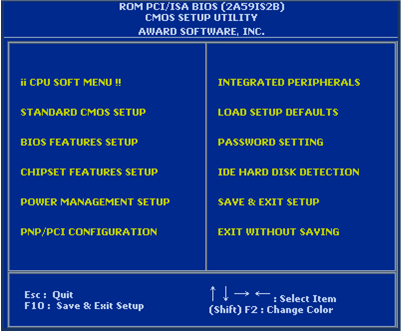 ROM PCI/ISA BIOS (2A59IS2B)
CMOS SETUP UTILITY
AWARD SOFTWARE, INC.
¡¡ CPU SOFT MENU !!
STANDARD CMOS SETUP
BIOS FEATURES SETUP
CHIPSET FEATURES SETUP
POWER MANAGEMENT SETUP
PNP/PCI CONFIGURATION
INTEGRATED PERIPHERALS
LOAD SETUP DEFAULTS
PASSWORD SETTING
IDE HARD DISK DETECTION
SAVE & EXIT SETUP
EXIT WITHOUT SAVING
Esc : Quit
F10 : Save & Exit Setup
↑ ↓ → ← : Select Item
(Shift) F2 : Change Color